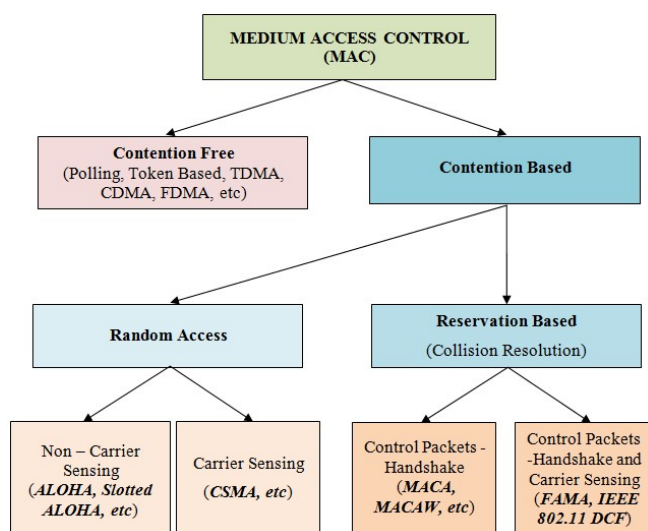 MEDIUM ACCESS CONTROL
(MAC)
Contention Free
(Polling, Token Based, TDMA,
CDMA, FDMA, etc)
Contention Based
Random Access
Reservation Based
(Collision Resolution)
Non – Carrier
Sensing
(ALOHA, Slotted
ALOHA, etc)
Carrier Sensing
(CSMA, etc)
Control Packets -
Handshake
(MACA,
MACAW, etc)
Control Packets
-Handshake and
Carrier Sensing
(FAMA, IEEE
802.11 DCF)